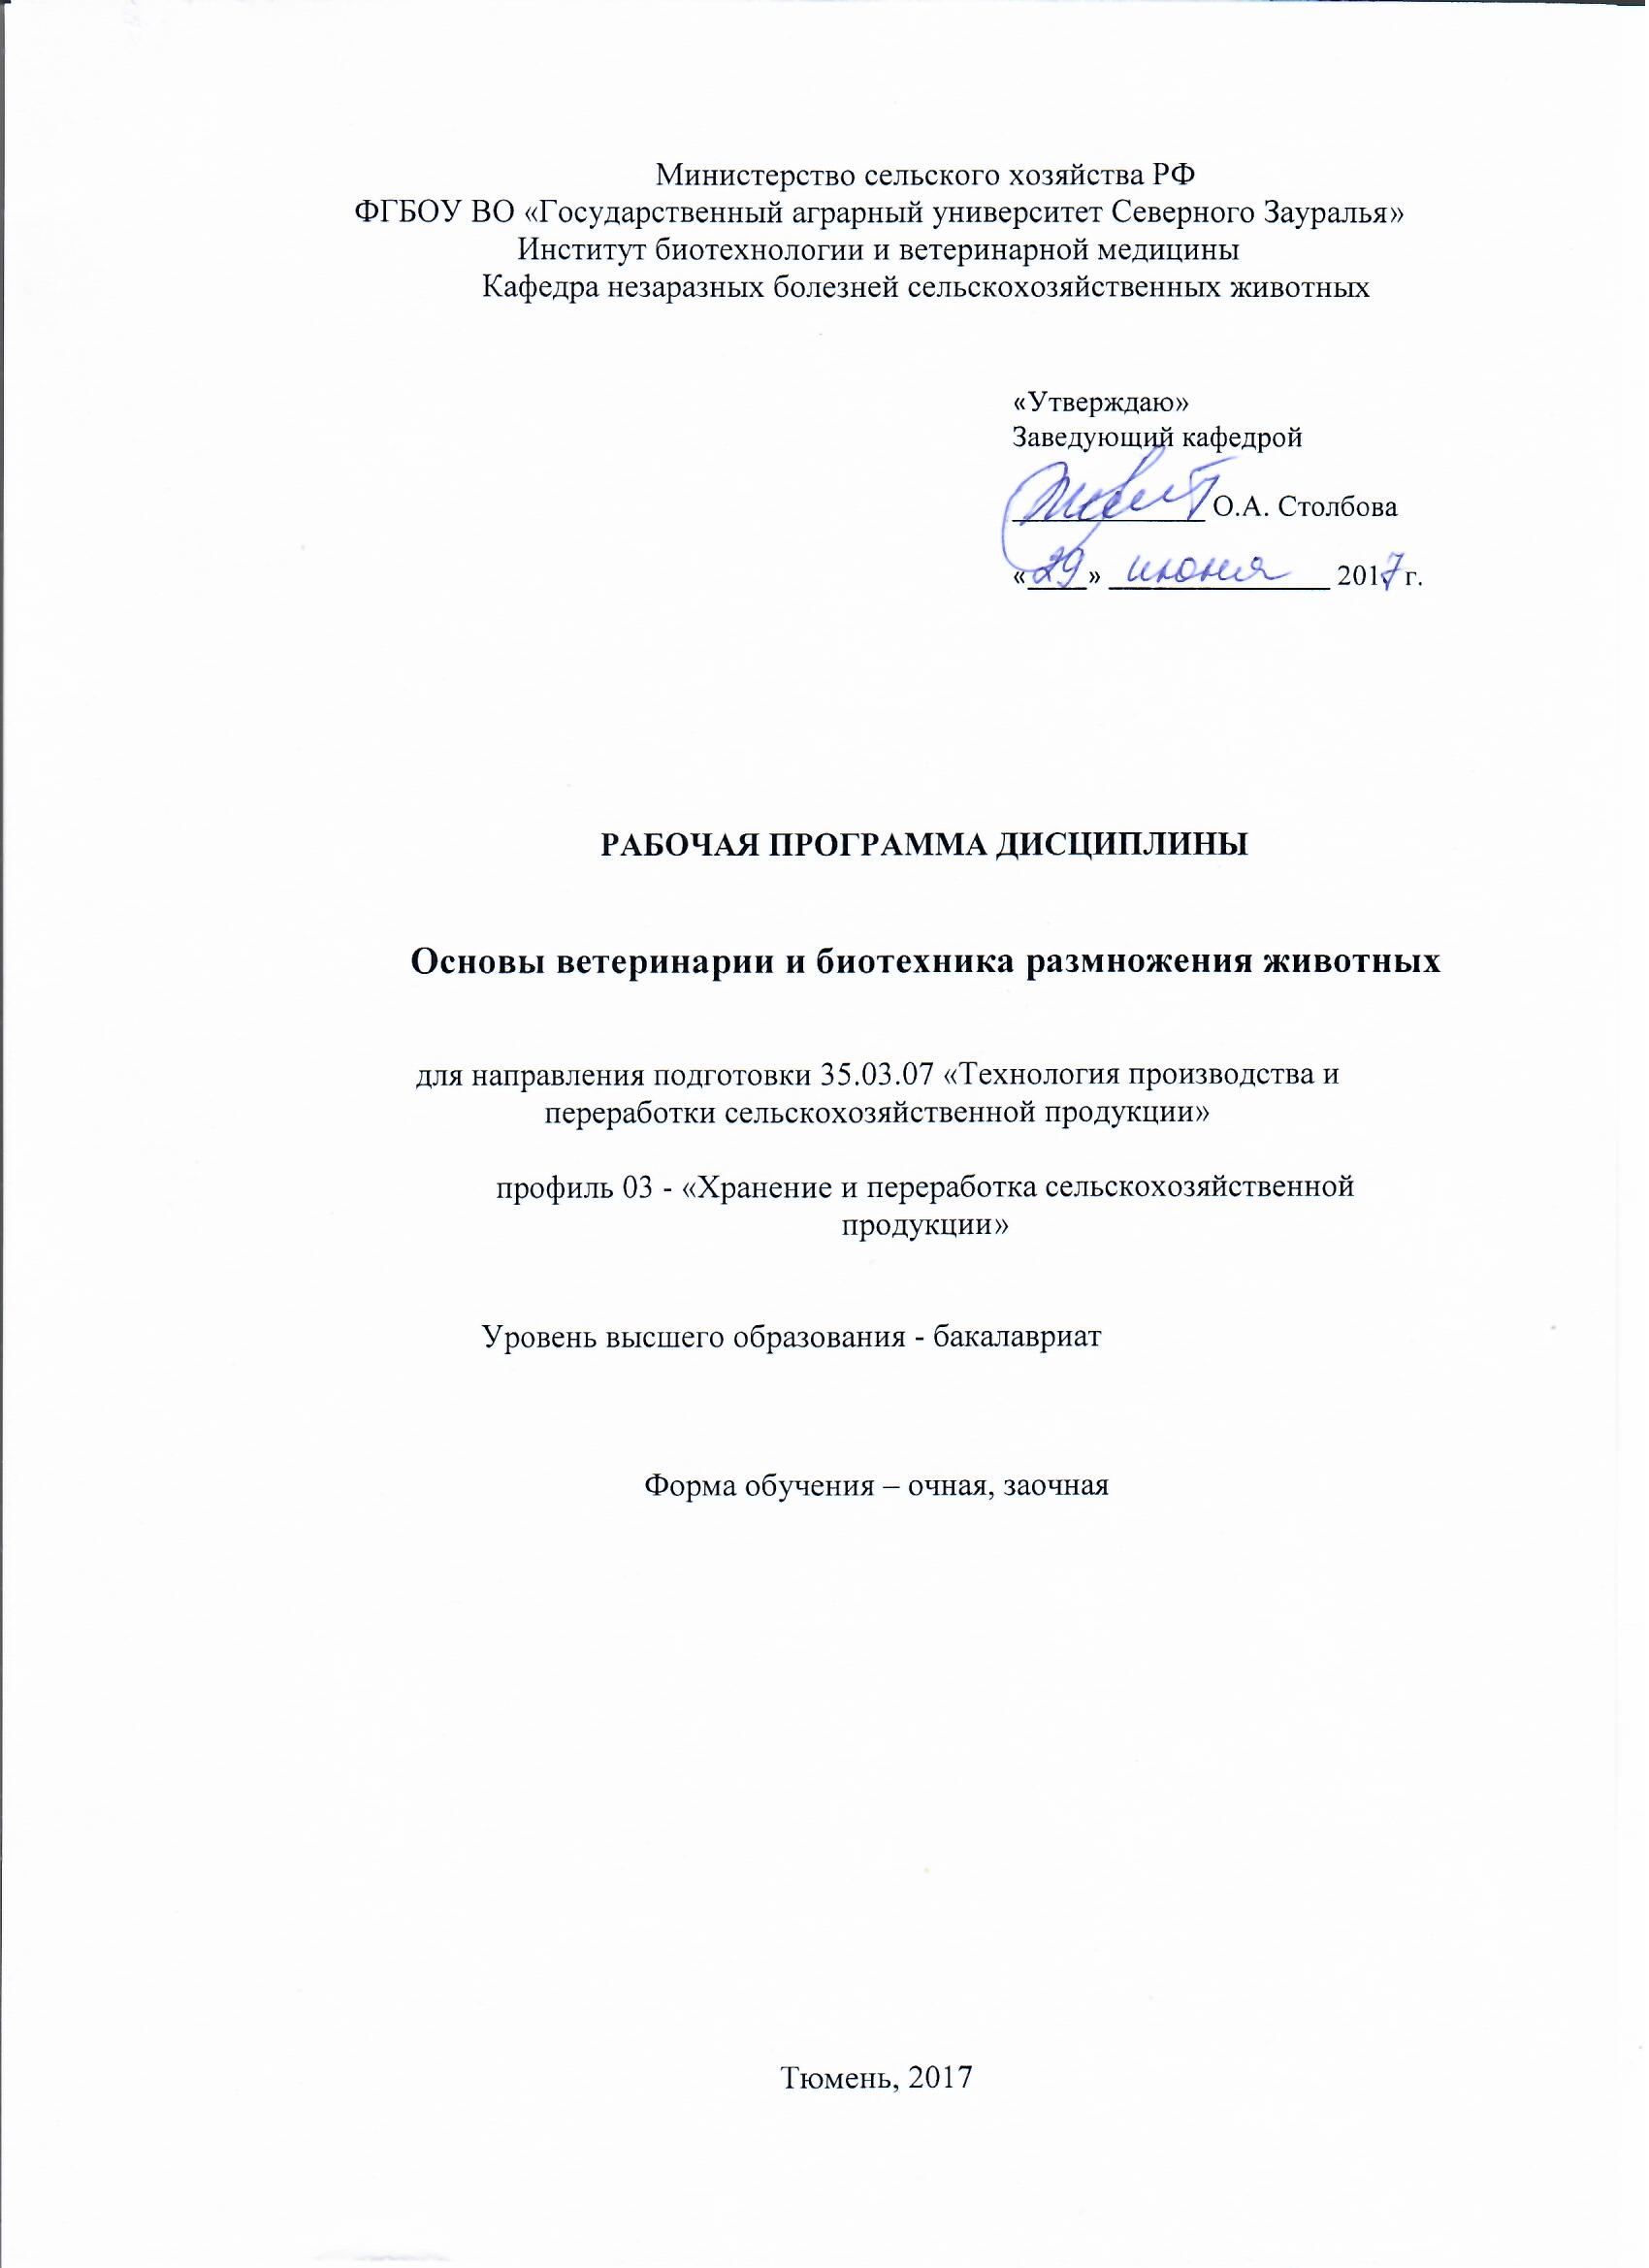 Министерство сельского хозяйства РФ
ФГБОУ ВО «Государственный аграрный университет Северного Зауралья»
Институт биотехнологии и ветеринарной медицины
Кафедра незаразных болезней сельскохозяйственных животных
«Утверждаю»
Заведующий кафедрой
О.А. Столбова
«29» июня 2017 г.
РАБОЧАЯ ПРОГРАММА ДИСЦИПЛИНЫ
Основы ветеринарии и биотехника размножения животных
для направления подготовки 35.03.07 «Технология производства и
переработки сельскохозяйственной продукции»
профиль 03 - «Хранение и переработка сельскохозяйственной
продукции»
Уровень высшего образования - бакалавриат
Форма обучения – очная, заочная
Тюмень, 2017